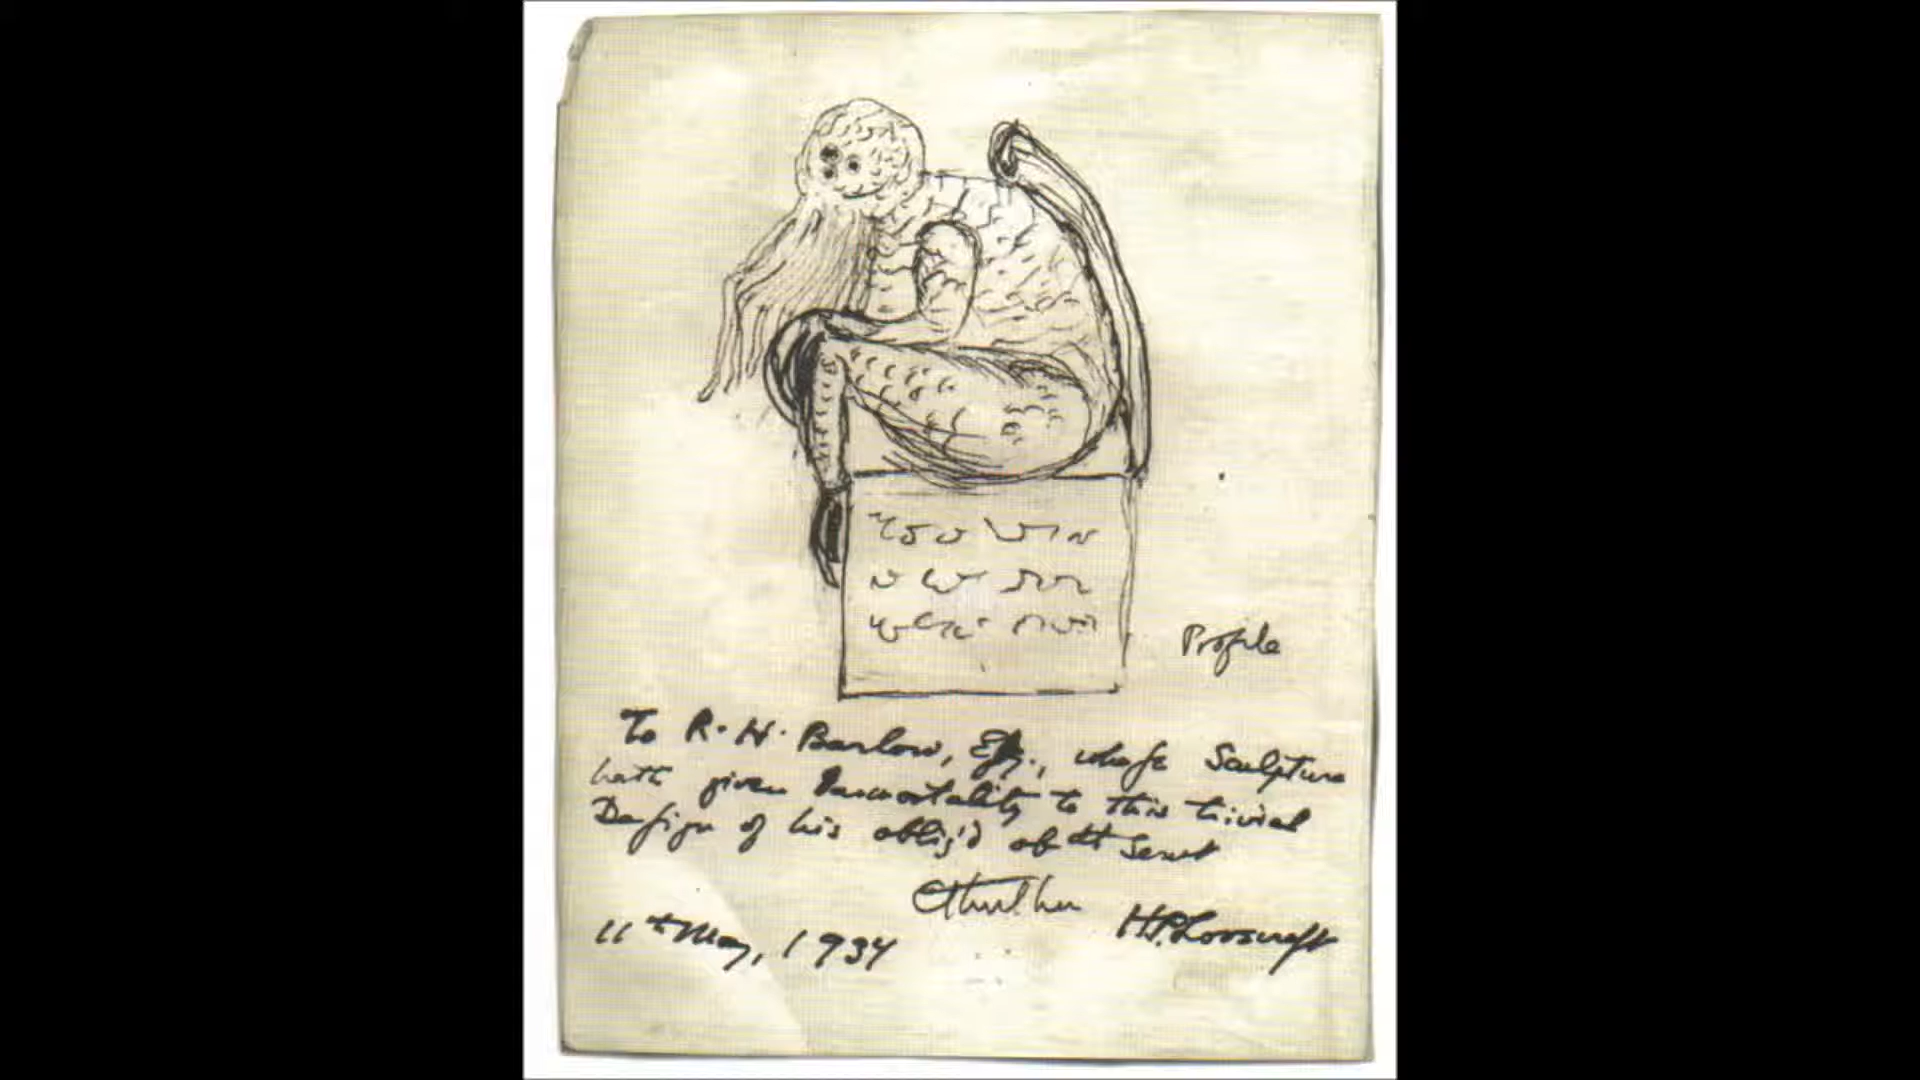 Profile
To R. H. Barlow, Esq., whose Sculpture
hath given Immortality to this trivial
Design of his oblig'd obdt Servt
Cthulhu
H.P. Lovecraft
11th May, 1934